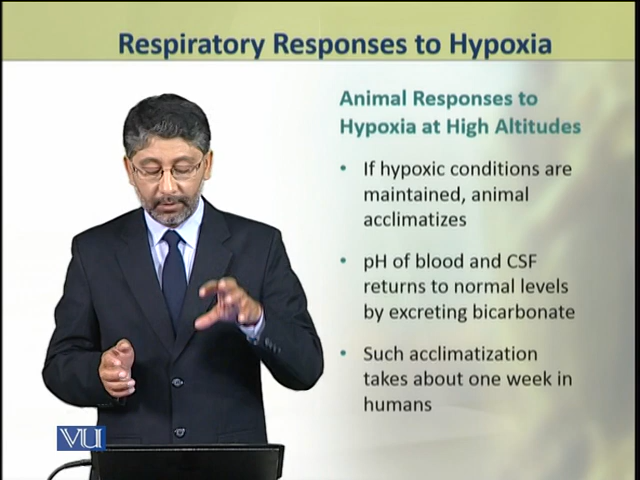 Respiratory Responses to Hypoxia
Animal Responses to
Hypoxia at High Altitudes
• If hypoxic conditions are
maintained, animal
acclimatizes
• pH of blood and CSF
returns to normal levels
by excreting bicarbonate
• Such acclimatization
takes about one week in
humans
VU